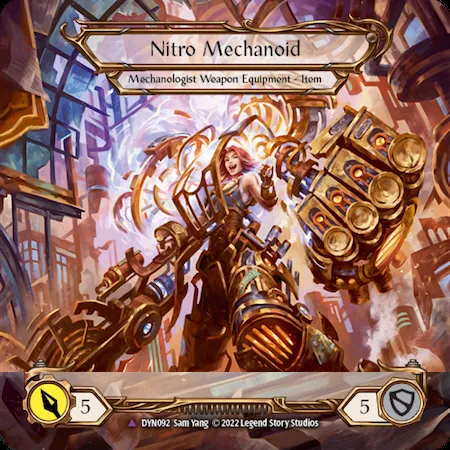 Nitro Mechanoid
Mechanologist Weapon Equipment - Item
5
5
DYN092 Sam Yang © 2022 Legend Story Studios